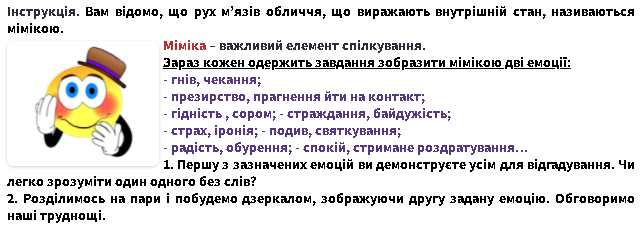 Інструкція. Вам відомо, що рух м’язів обличчя, що виражають внутрішній стан, називаються
мімікою.
Міміка – важливий елемент спілкування.
Зараз кожен одержить завдання зобразити мімікою дві емоції:
- гнів, чекання;
- презирство, прагнення йти на контакт;
- гідність , сором; - страждання, байдужість;
- страх, іронія; - подив, святкування;
- радість, обурення; - спокій, стримане роздратування…
1. Першу з зазначених емоцій ви демонструєте усім для відгадування. Чи
легко зрозуміти один одного без слів?
2. Розділимось на пари і побудемо дзеркалом, зображуючи другу задану емоцію. Обговоримо
наші труднощі.